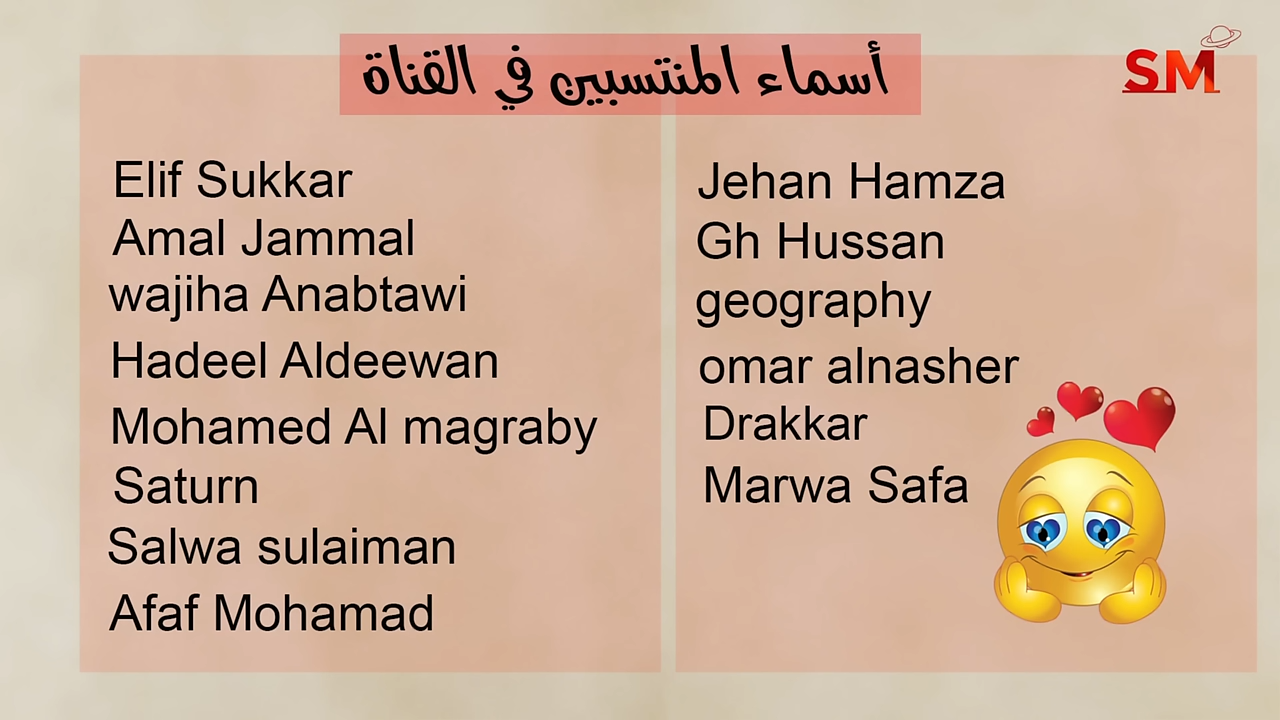 أسماء المنتسبين في القناة
SM
Elif Sukkar
Amal Jammal
wajiha Anabtawi
Hadeel Aldeewan
Mohamed Al magraby
Saturn
Salwa sulaiman
Afaf Mohamad
Jehan Hamza
Gh Hussan
geography
omar alnasher
Drakkar
Marwa Safa